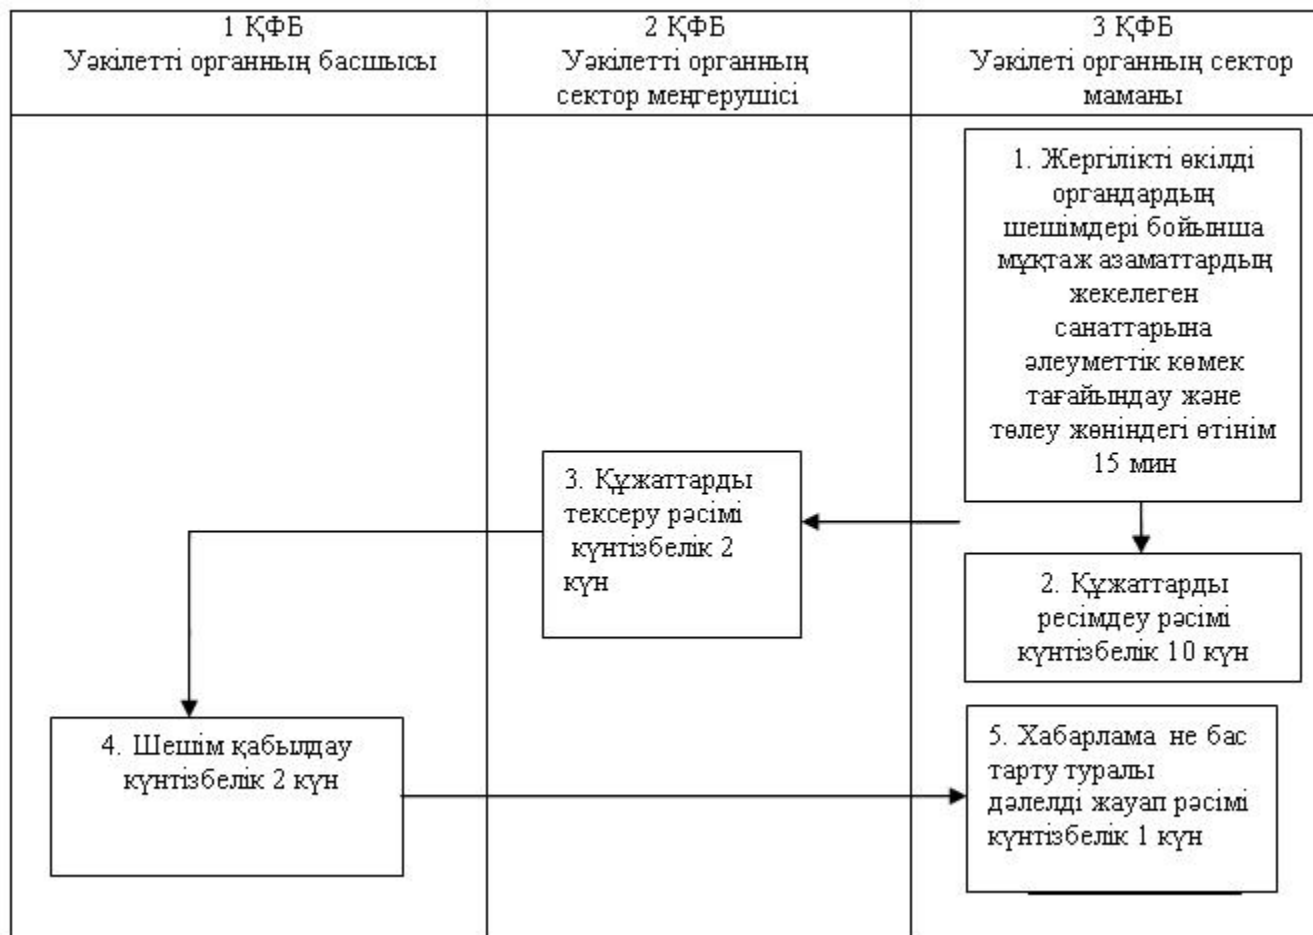 1 ҚФБ
Уәкілетті органның басшысы
2 ҚФБ
Уәкілетті органның
сектор меңгерушісі
3 ҚФБ
Уәкілеті органның сектор
маманы
1. Жергілікті өкілді
органдардың
шешімдері бойынша
мұқтаж азаматтардың
жекелеген
санаттарына
әлеуметтік көмек
тағайындау және
төлеу жөніндегі өтінім
15 мин
3. Құжаттарды
тексеру рәсімі
күнтізбелік 2
күн
2. Құжаттарды
ресімдеу рәсімі
күнтізбелік 10 күн
4. Шешім қабылдау
күнтізбелік 2 күн
5. Хабарлама не бас
тарту туралы
дәлелді жауап рәсімі
күнтізбелік 1 күн